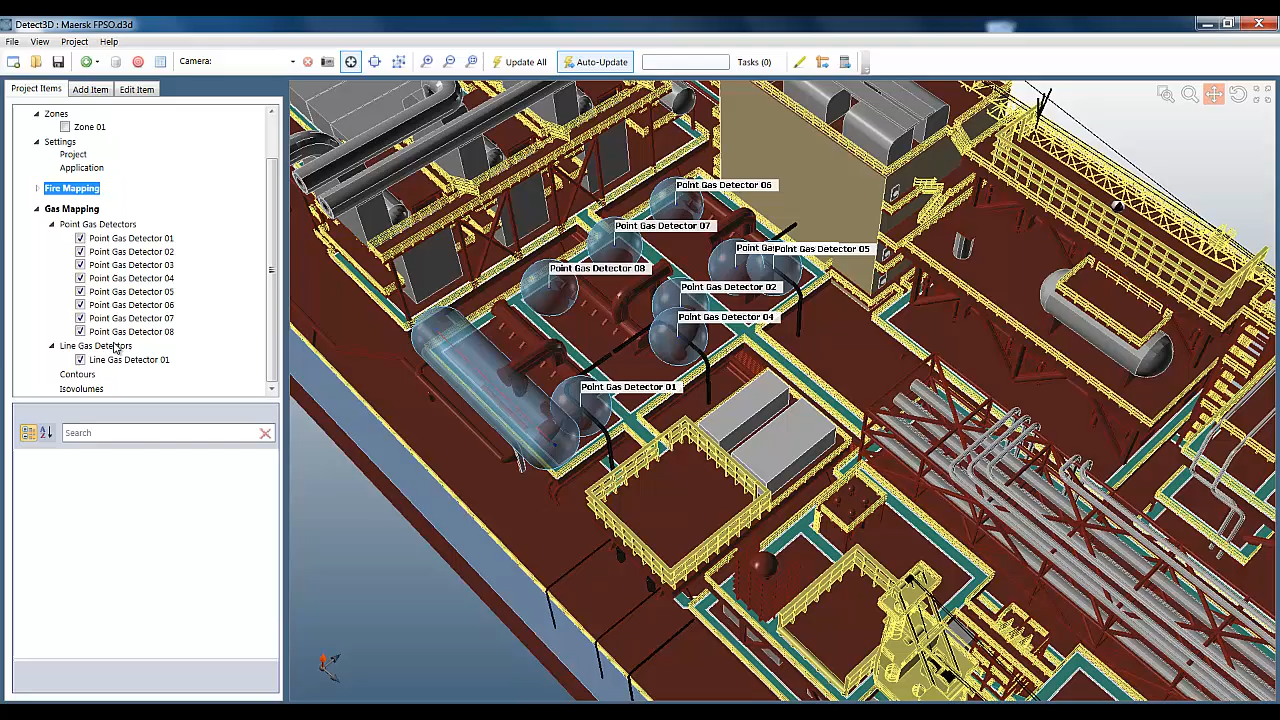 Detect3D : Maersk FPSO.d3d
File View Project Help
Camera: Update All Auto-Update Tasks (0)
Project Items Add Item Edit Item
Zones
Zone 01
Settings
Project
Application
Fire Mapping
Gas Mapping
Point Gas Detectors
Point Gas Detector 01
Point Gas Detector 02
Point Gas Detector 03
Point Gas Detector 04
Point Gas Detector 05
Point Gas Detector 06
Point Gas Detector 07
Point Gas Detector 08
Line Gas Detectors
Line Gas Detector 01
Contours
Isovolumes
Search
Point Gas Detector 06
Point Gas Detector 07
Point Ga
Point Gas Detector 05
Point Gas Detector 08
Point Gas Detector 02
Point Gas Detector 04
Point Gas Detector 01